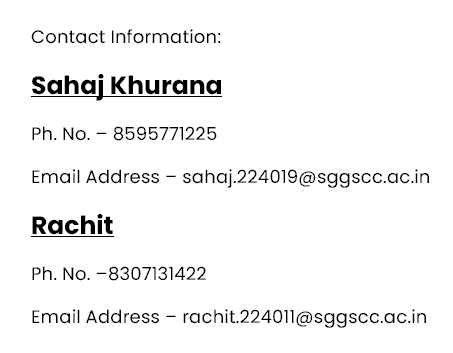 Contact Information:
Sahaj Khurana
Ph. No. – 8595771225
Email Address – sahaj.224019@sggscc.ac.in
Rachit
Ph. No. –8307131422
Email Address – rachit.224011@sggscc.ac.in